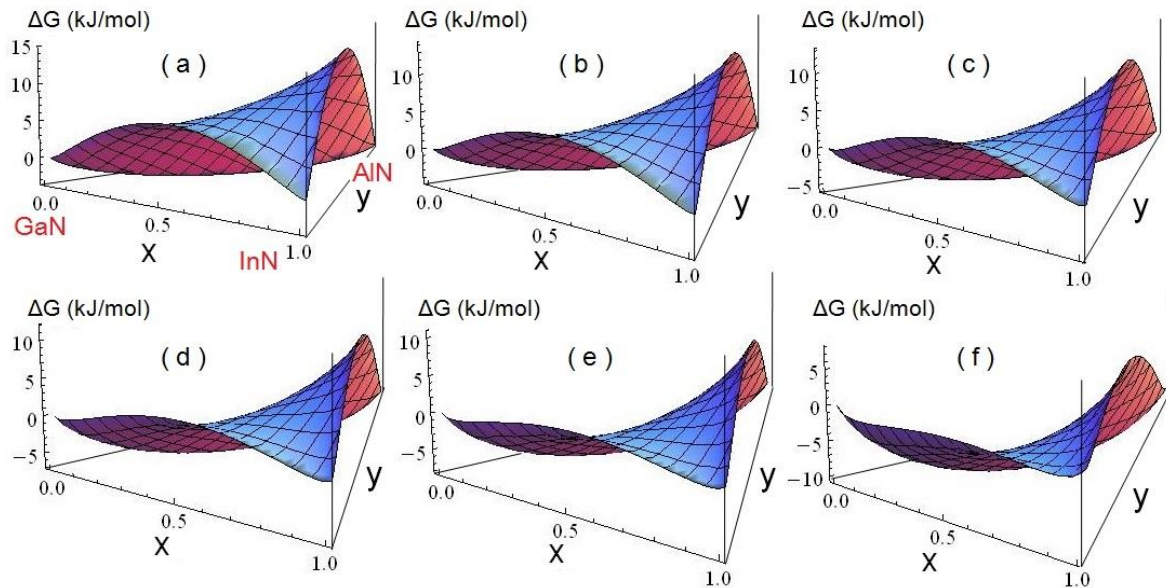 ΔG (kJ/mol)
15
10
5
0
( a )
0.0
GaN
0.5
X
InN
1.0
AlN
y
ΔG (kJ/mol)
10
5
0
( b )
0.0
0.5
X
1.0
y
ΔG (kJ/mol)
10
5
0
−5
( c )
0.0
0.5
X
1.0
y
ΔG (kJ/mol)
10
5
0
−5
( d )
0.0
0.5
X
1.0
y
ΔG (kJ/mol)
10
5
0
−5
( e )
0.0
0.5
X
1.0
y
ΔG (kJ/mol)
5
0
−5
−10
( f )
0.0
0.5
X
1.0
y